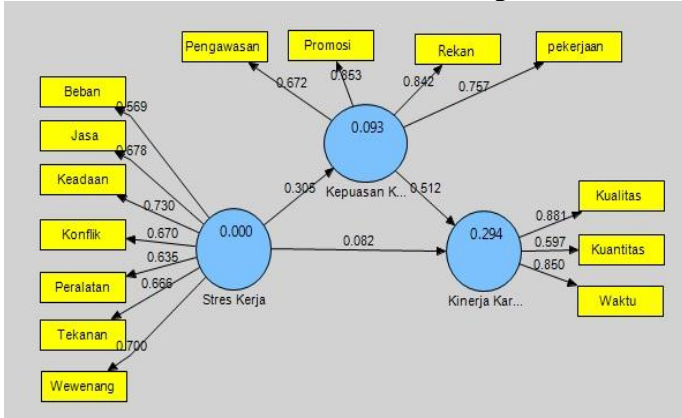 Pengawasan
Promosi
Rekan
pekerjaan
0.672
0.853
0.842
0.757
Beban
0.569
Jasa
0.678
Keadaan
0.730
Konflik
0.670
Peralatan
0.635
Tekanan
0.666
Wewenang
0.700
0.000
Stres Kerja
0.305
0.093
Kepuasan K...
0.512
0.082
0.294
Kinerja Kar...
0.881
Kualitas
0.597
Kuantitas
0.850
Waktu